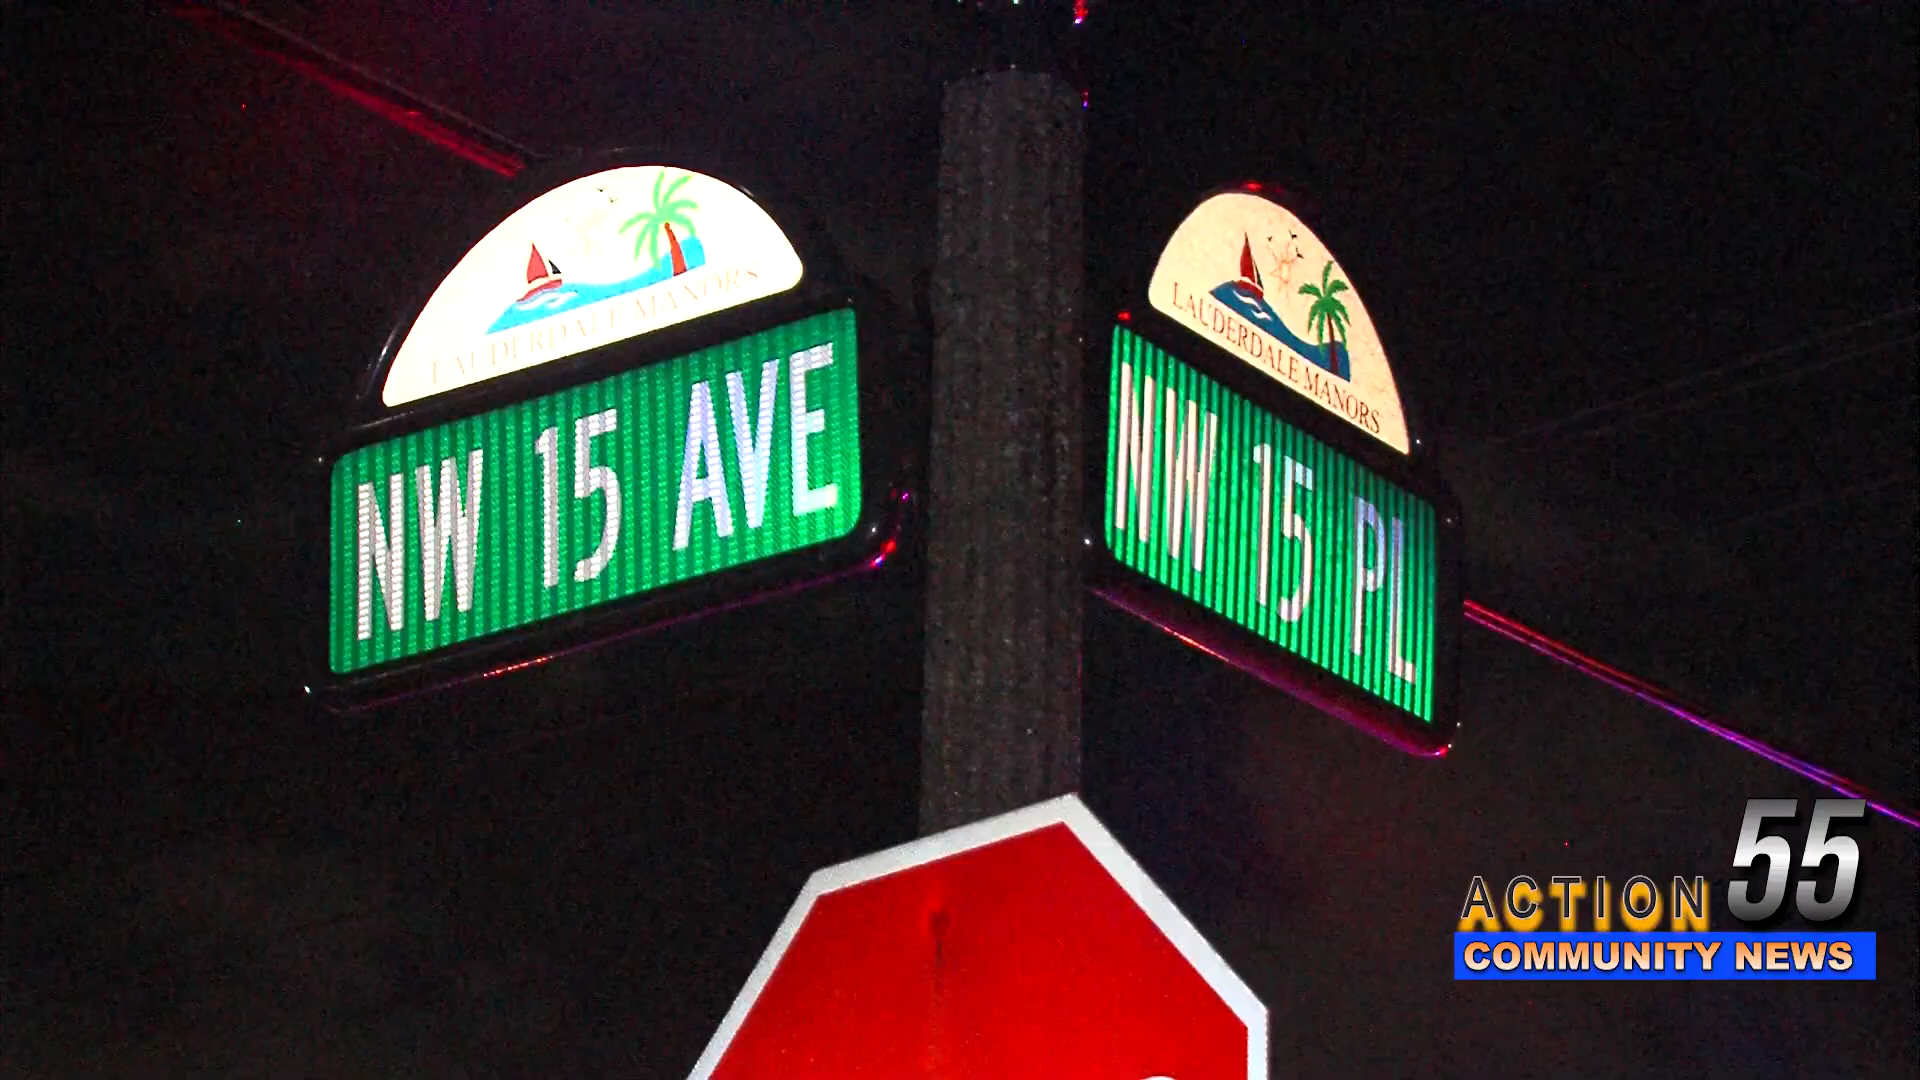 LAUDERDALE MANORS
NW 15 AVE
LAUDERDALE MANORS
NW 15 PL
ACTION 55
COMMUNITY NEWS